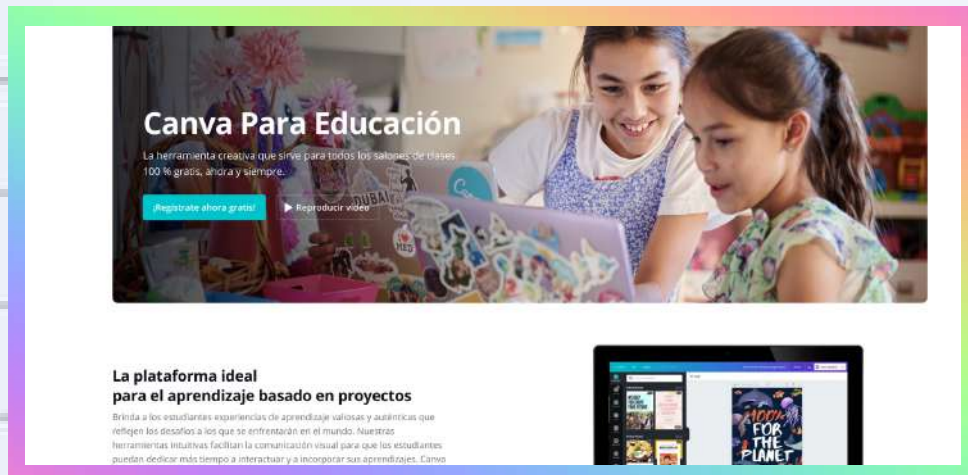 Canva Para Educación
La herramienta creativa que sirve para todos los salones de clases.
100 % gratis, ahora y siempre.
¡Regístrate ahora gratis!
Reproducir video
DUBAI
Canva
I
MED
La plataforma ideal
para el aprendizaje basado en proyectos
Brinda a los estudiantes experiencias de aprendizaje valiosas y auténticas que
reflejen los desafíos a los que se enfrentarán en el mundo. Nuestras
herramientas intuitivas facilitan la comunicación visual para que los estudiantes
puedan dedicar más tiempo a interactuar y a incorporar sus aprendizajes. Canva
100%
FOR
THE
PLANET